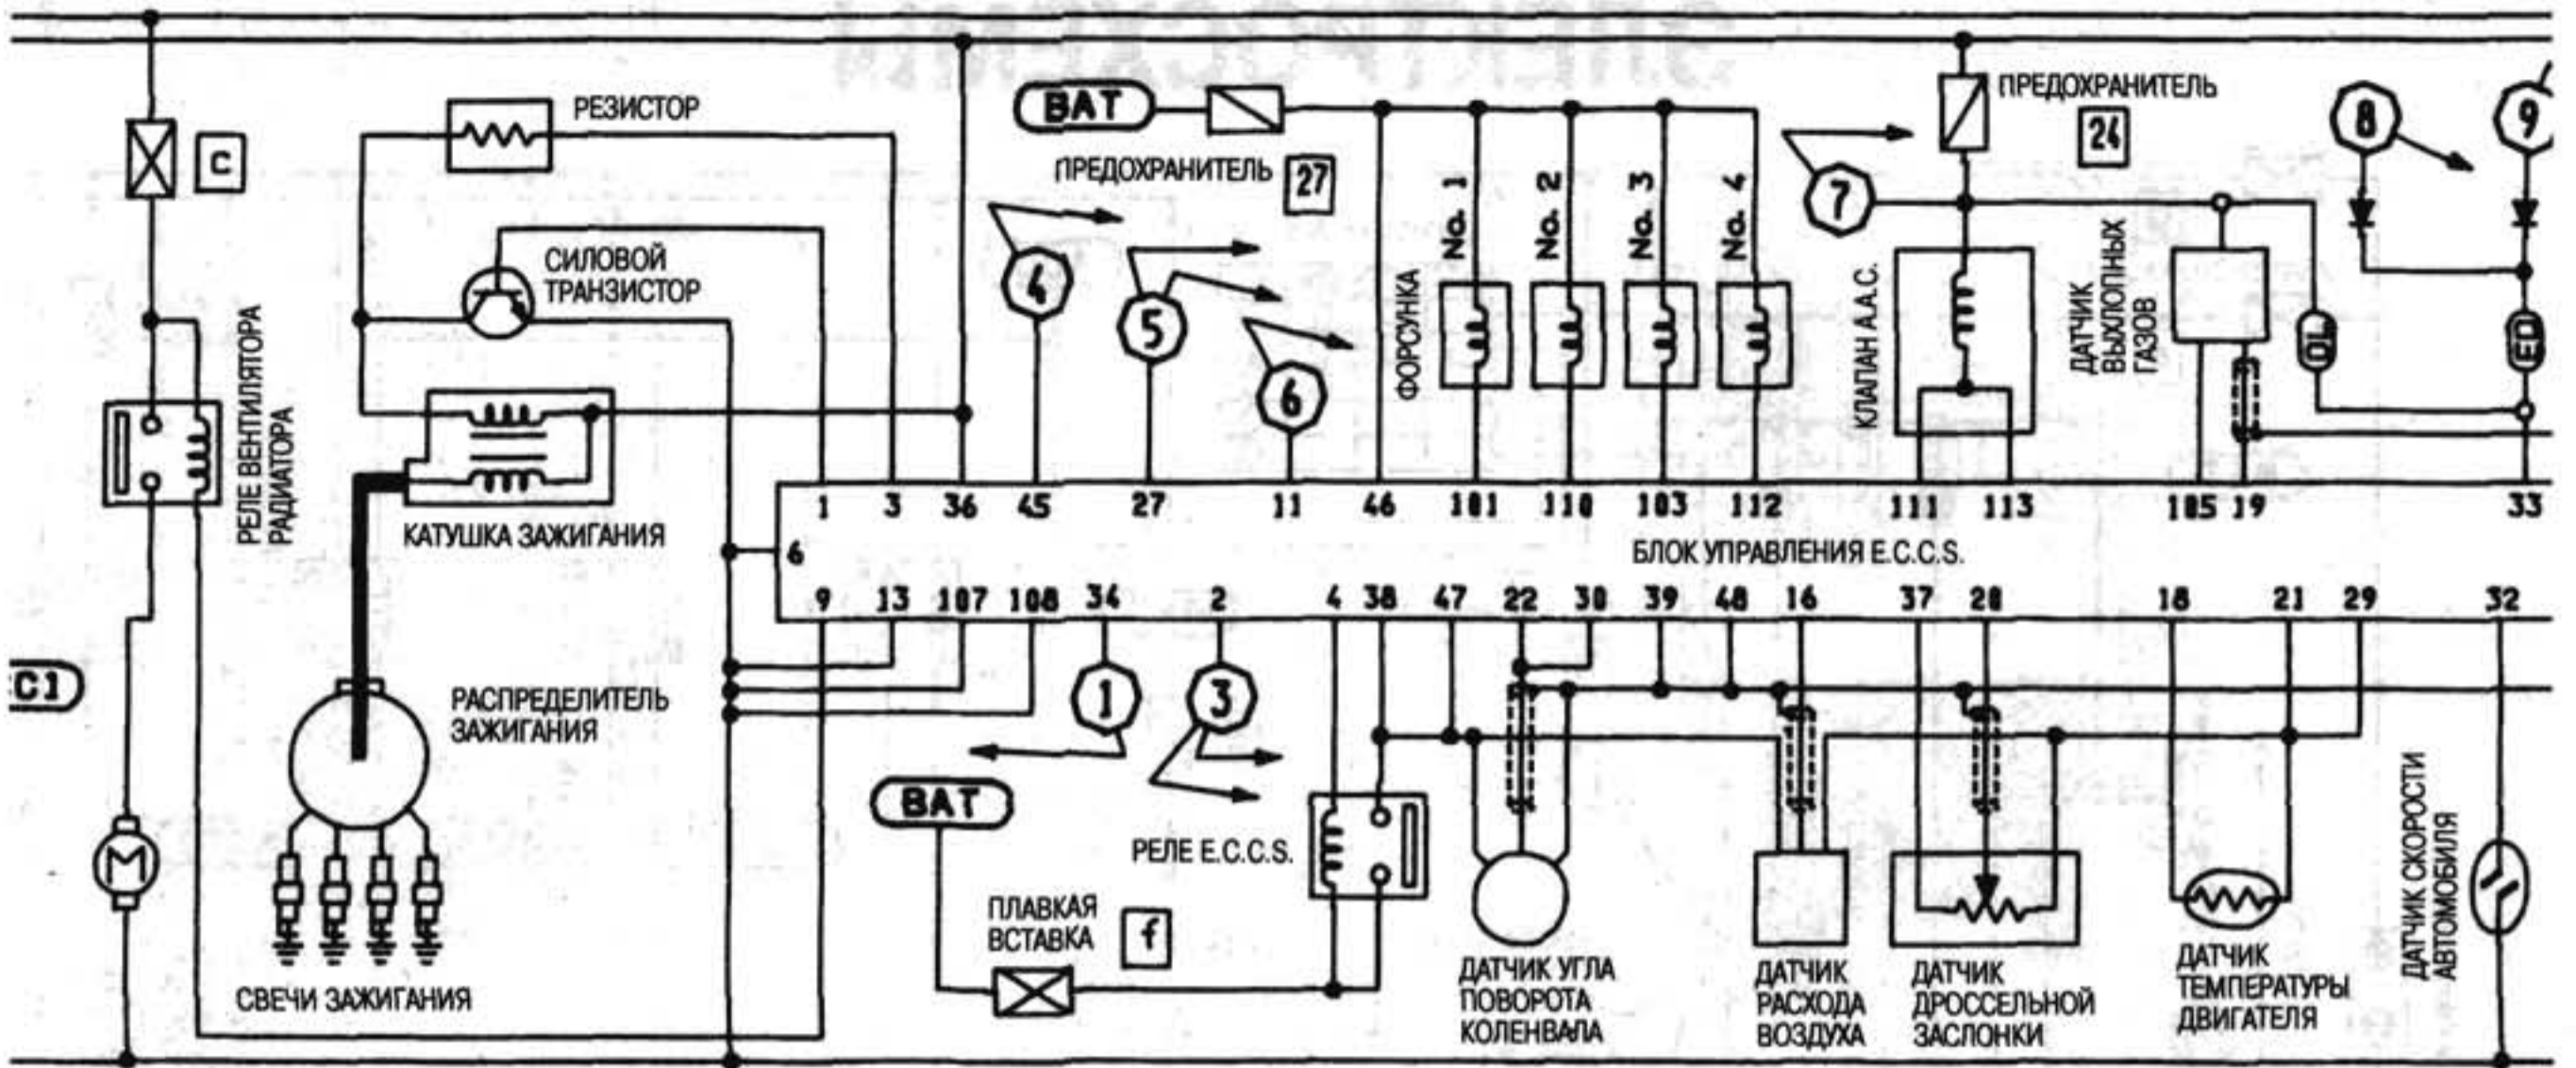 РЕЗИСТОР
ПРЕДОХРАНИТЕЛЬ
24
8
9
BAT
C
ПРЕДОХРАНИТЕЛЬ
27
7
No. 1
No. 2
No. 3
No. 4
СИЛОВОЙ
ТРАНЗИСТОР
4
5
6
ФОРСУНКА
КЛАПАН А.А.С.
ДАТЧИК
ВЫХЛОПНЫХ
ГАЗОВ
РЕЛЕ ВЕНТИЛЯТОРА
РАДИАТОРА
КАТУШКА ЗАЖИГАНИЯ
1 3 36 45 27 11 46 101 110 103 112 111 113 105 19 33
6
БЛОК УПРАВЛЕНИЯ E.C.C.S.
9 13 107 108 34 2 4 38 47 22 30 39 48 16 37 20 18 21 29 32
C1
РАСПРЕДЕЛИТЕЛЬ
ЗАЖИГАНИЯ
1
3
BAT
M
РЕЛЕ E.C.C.S.
ПЛАВКАЯ
ВСТАВКА
f
СВЕЧИ ЗАЖИГАНИЯ
ДАТЧИК УГЛА
ПОВОРОТА
КОЛЕНВАЛА
ДАТЧИК
РАСХОДА
ВОЗДУХА
ДАТЧИК
ДРОССЕЛЬНОЙ
ЗАСЛОНКИ
ДАТЧИК
ТЕМПЕРАТУРЫ
ДВИГАТЕЛЯ
ДАТЧИК СКОРОСТИ
АВТОМОБИЛЯ